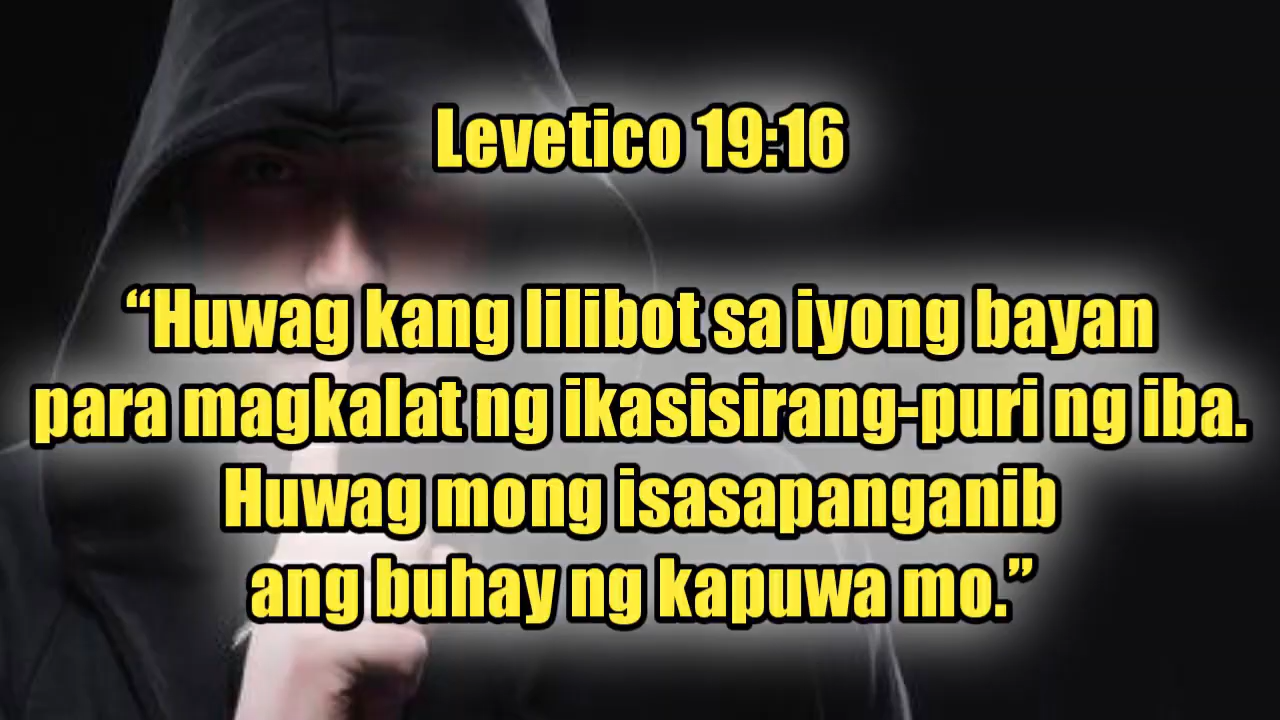 Levetico 19:16
“Huwag kang lilibot sa iyong bayan
para magkalat ng ikasisirang-puri ng iba.
Huwag mong isasapanganib
ang buhay ng kapuwa mo.”